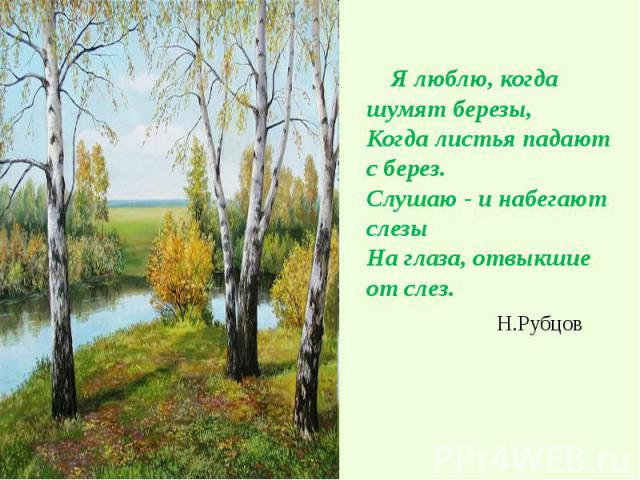 Я люблю, когда
шумят березы,
Когда листья падают
с берез.
Слушаю - и набегают
слезы
На глаза, отвыкшие
от слез.
Н.Рубцов
PPt4WEB.ru